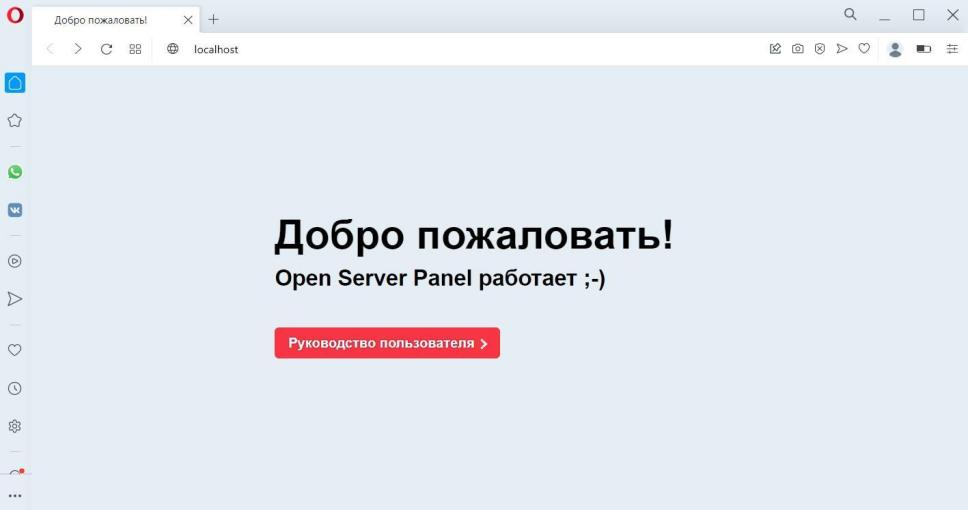 Добро пожаловать!
localhost
Добро пожаловать!
Open Server Panel работает ;-)
Руководство пользователя